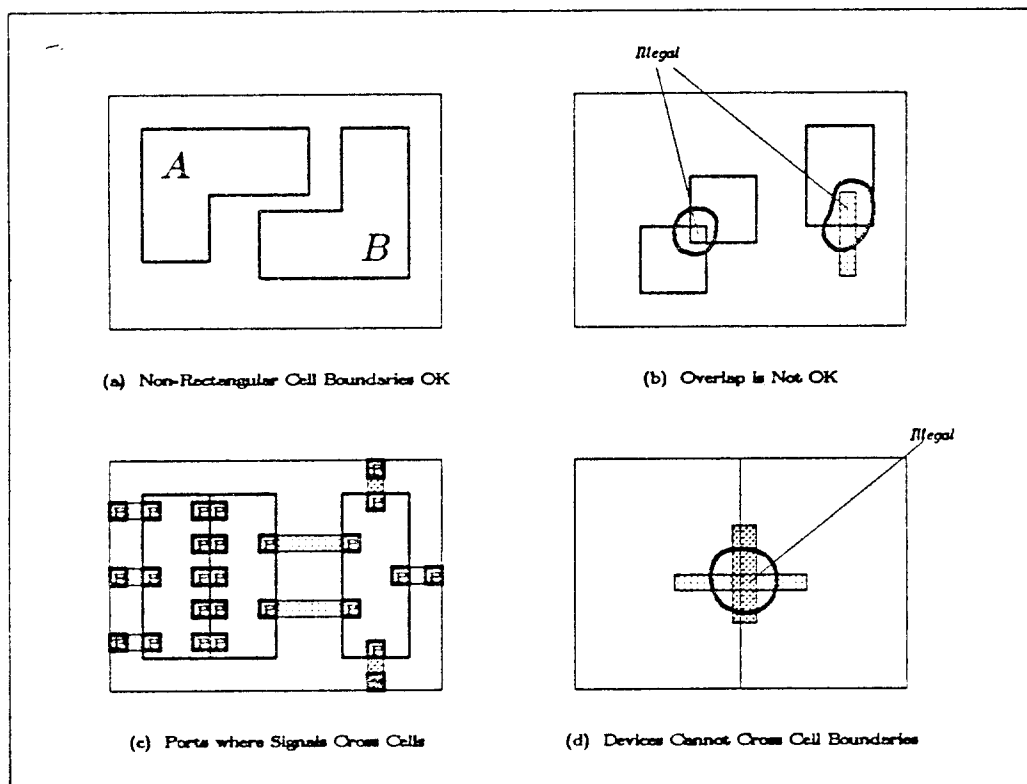 Illegal
A
B
(a) Non-Rectangular Cell Boundaries OK
(b) Overlap is Not OK
Illegal
P P P P P
P P P P
P P P P
P P P P P P
P P P P
P P P P P
P
(c) Ports where Signals Cross Cells
(d) Devices Cannot Cross Cell Boundaries